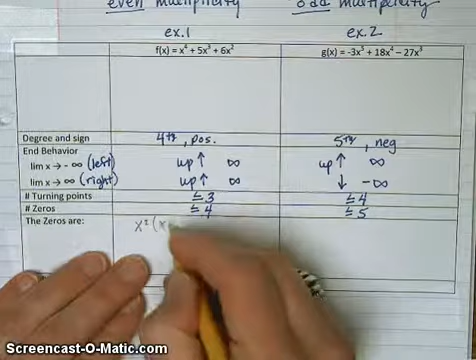 even multiplicity odd multiplicity
ex.1 ex.2
f(x) = x⁴ + 5x³ + 6x² g(x) = -3x⁵ + 18x⁴ – 27x³
Degree and sign 4th, pos. 5th, neg
End Behavior
lim x → - ∞ (left) up ↑ ∞ up ↑ ∞
lim x → ∞ (right) up ↑ ∞ ↓ -∞
# Turning points ≤ 3 ≤ 4
# Zeros ≤ 4 ≤ 5
The Zeros are: x² (x
Screencast-O-Matic.com